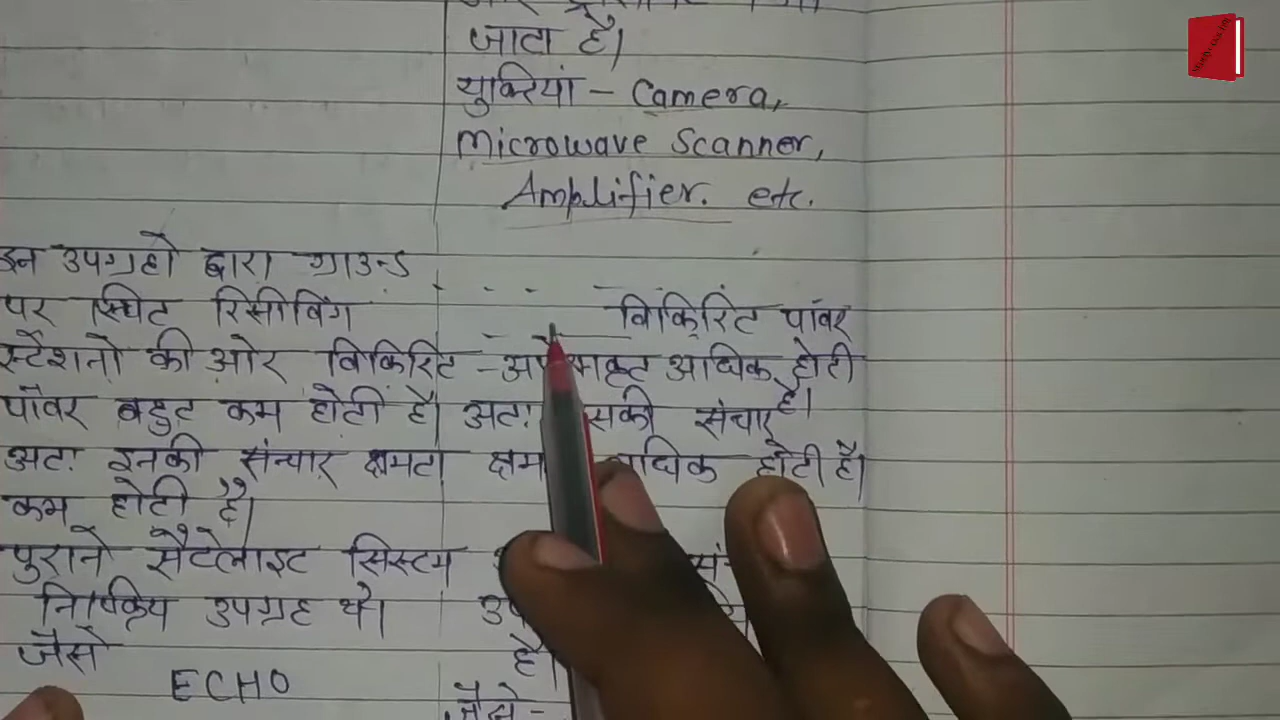 जाता है।
युक्तियां - Camera,
Microwave Scanner,
Amplifier. etc.
इन उपग्रहो द्वारा ग्राउन्ड
पर स्थित रिसीविंग
स्टेशनो की ओर विकिरित
पॉवर बहुत कम होती है।
अतः इनकी संचार क्षमता
कम होती है।
पुराने सैटेलाइट सिस्टम
निष्क्रिय उपग्रह थे।
जैसे
ECHO
विकिरित पॉवर
अधिक होती
है।
अतः संचार
अधिक होती है।
है।
जैसे -